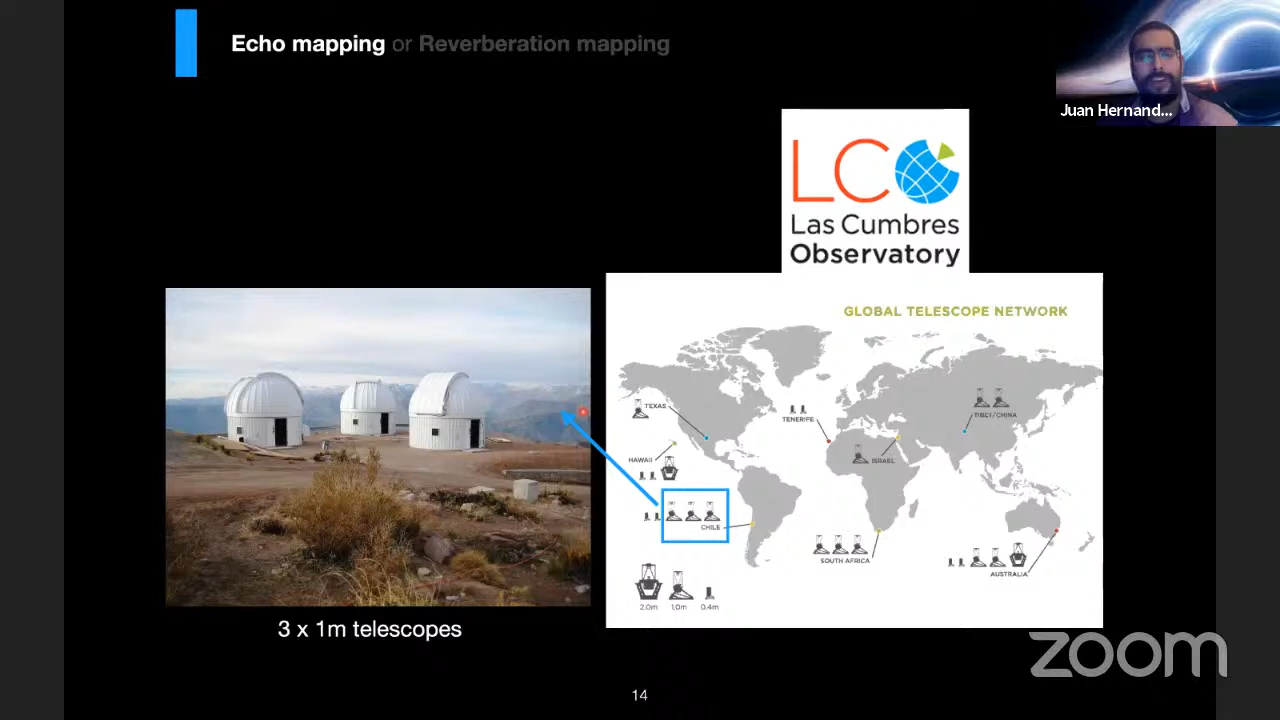 Echo mapping or Reverberation mapping
Juan Hernand...
LCO
Las Cumbres
Observatory
GLOBAL TELESCOPE NETWORK
TEXAS
TENERIFE
TIBET/CHINA
HAWAII
ISRAEL
CHILE
SOUTH AFRICA
AUSTRALIA
2.0m 1.0m 0.4m
3 x 1m telescopes
zoom
14